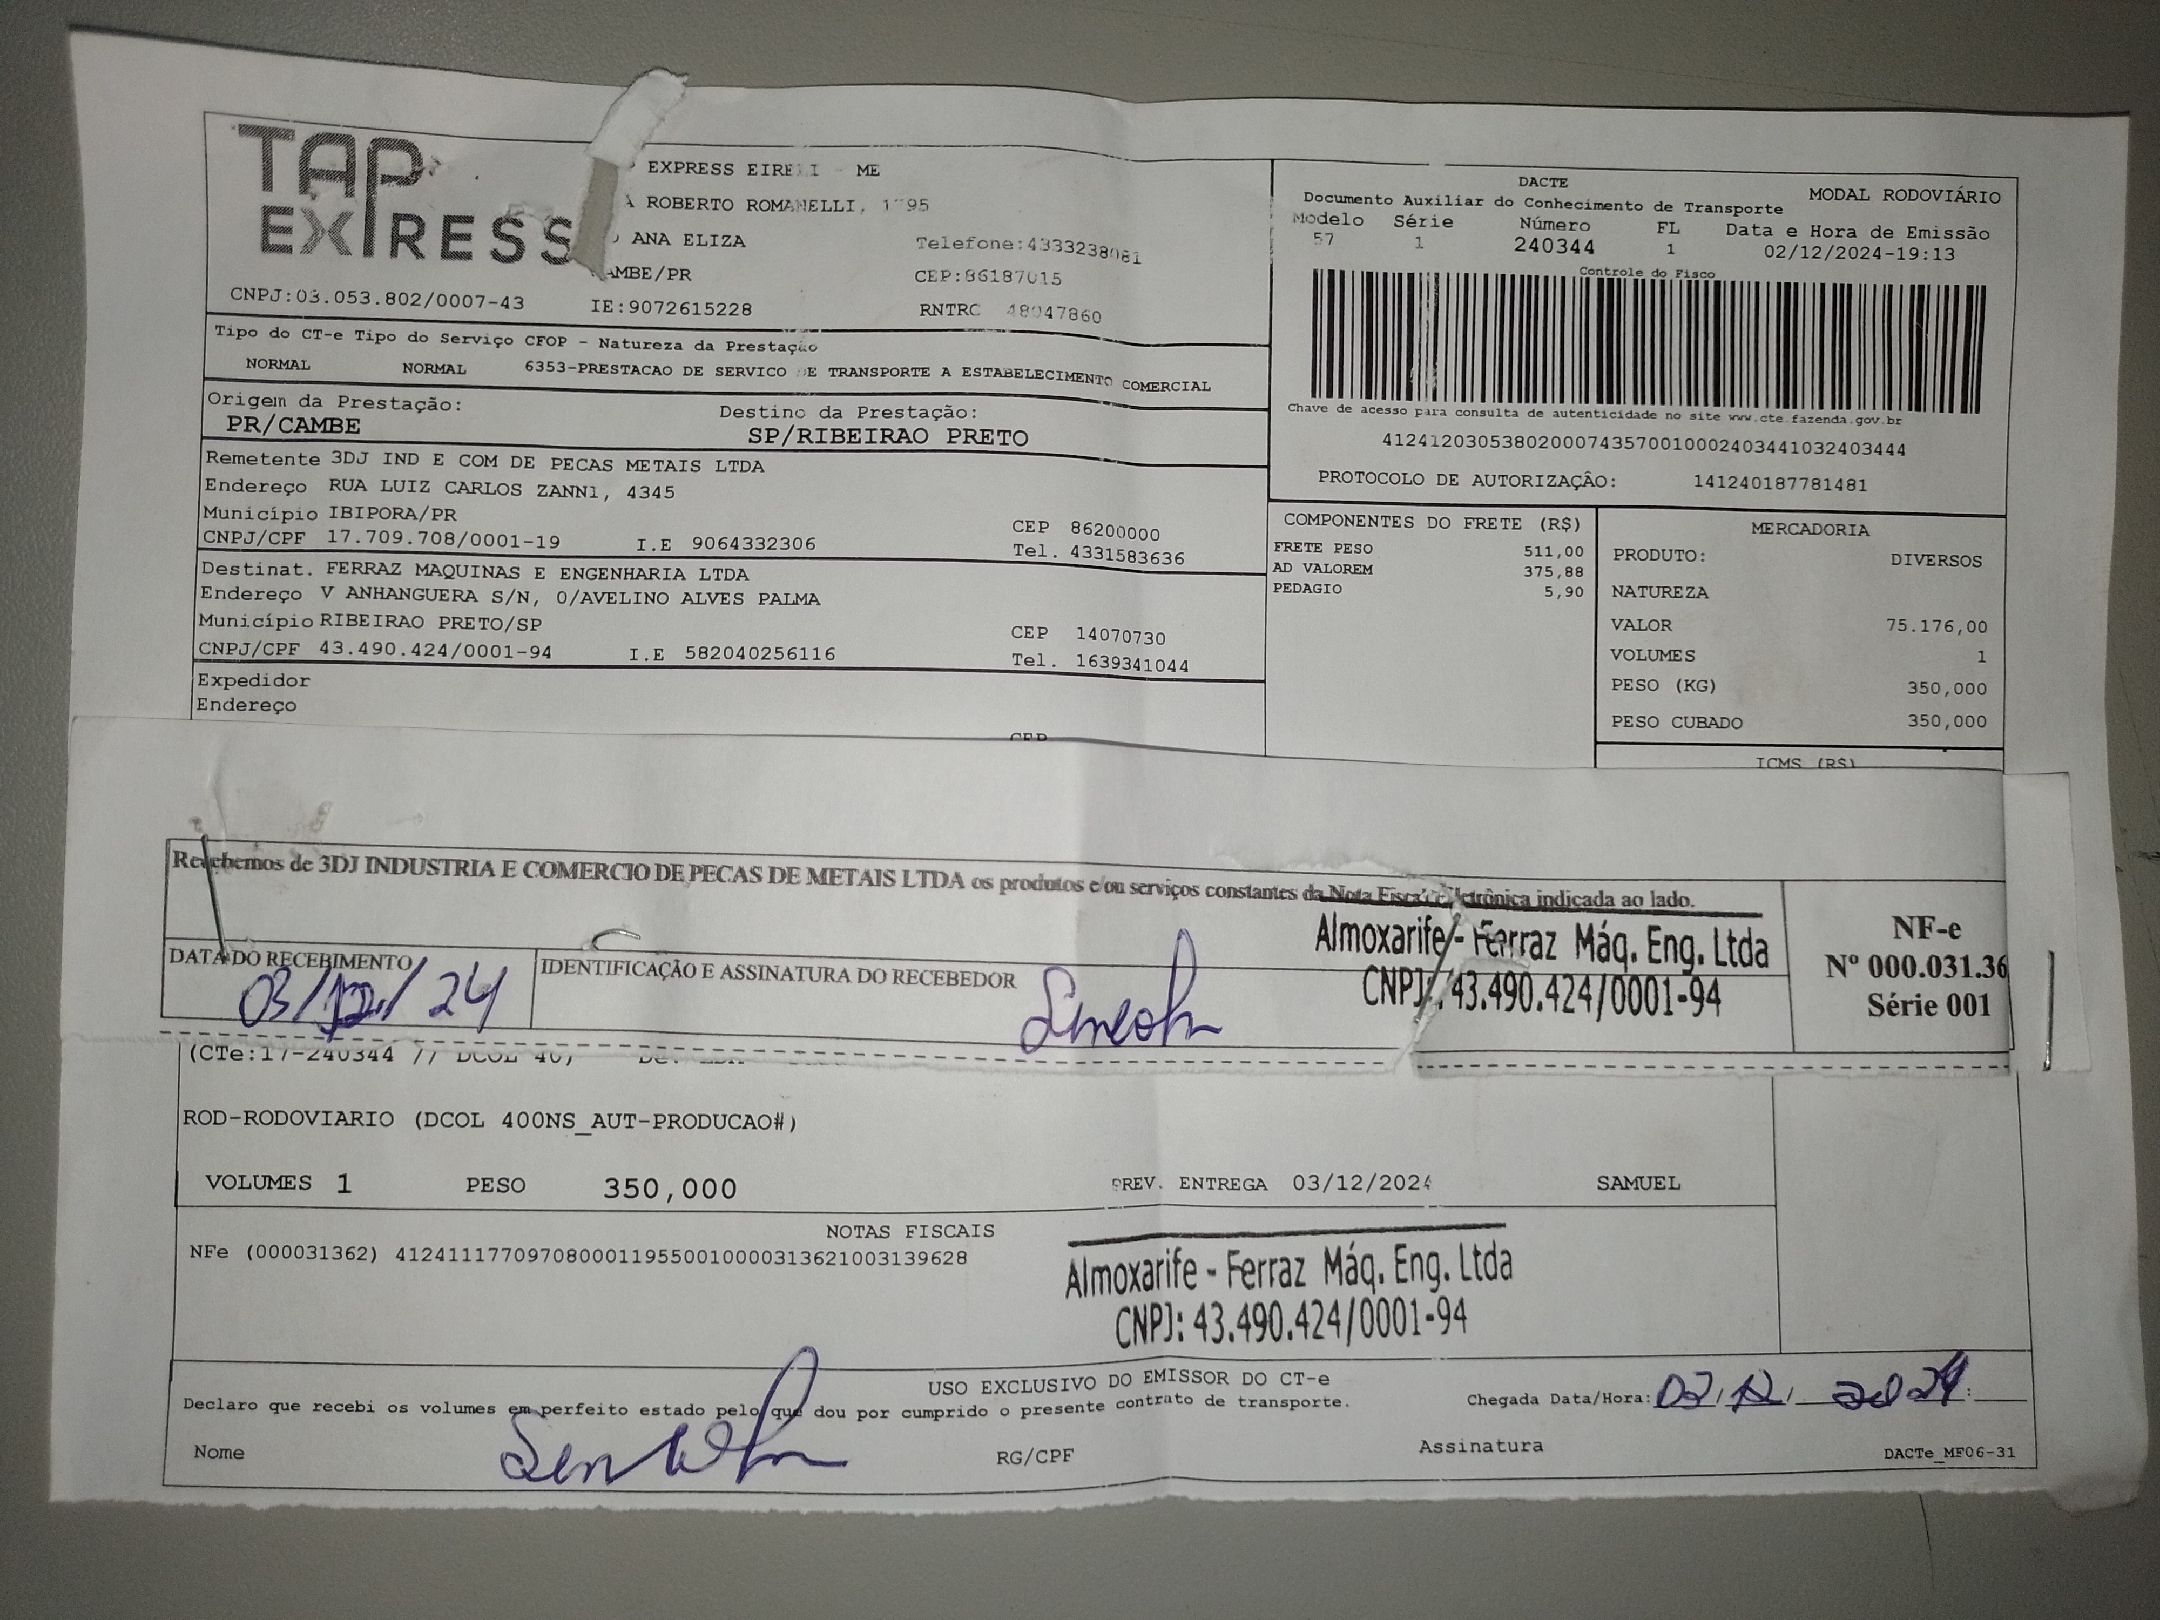 TAP
EXPRESS
EXPRESS EIRELI - ME
ROBERTO ROMANELLI,
ANA ELIZA
Telefone:4333238081
AMBE/PR
CEP:86187015
CNPJ:03.053.802/0007-43
IE:9072615228
RNTRC 48047860
DACTE
MODAL RODOVIÁRIO
Documento Auxiliar do Conhecimento de Transporte
Modelo Série Número FL Data e Hora de Emissão
57 1 240344 1 02/12/2024-19:13
Controle do Fisco
Chave de acesso para consulta de autenticidade no site www.cte.fazenda.gov.br
41241203053802000743570010002403441032403444
PROTOCOLO DE AUTORIZAÇÃO: 141240187781481
Tipo do CT-e Tipo do Serviço CFOP - Natureza da Prestação
NORMAL NORMAL 6353-PRESTACAO DE SERVICO DE TRANSPORTE A ESTABELECIMENTO COMERCIAL
Origem da Prestação: Destino da Prestação:
PR/CAMBE SP/RIBEIRAO PRETO
Remetente 3DJ IND E COM DE PECAS METAIS LTDA
Endereço RUA LUIZ CARLOS ZANN1, 4345
Município IBIPORA/PR CEP 86200000
CNPJ/CPF 17.709.708/0001-19 I.E 9064332306 Tel. 4331583636
Destinat. FERRAZ MAQUINAS E ENGENHARIA LTDA
Endereço V ANHANGUERA S/N, 0/AVELINO ALVES PALMA
Município RIBEIRAO PRETO/SP CEP 14070730
CNPJ/CPF 43.490.424/0001-94 I.E 582040256116 Tel. 1639341044
Expedidor
Endereço
CEP
COMPONENTES DO FRETE (R$)
FRETE PESO 511,00
AD VALOREM 375,88
PEDAGIO 5,90
MERCADORIA
PRODUTO: DIVERSOS
NATUREZA
VALOR 75.176,00
VOLUMES 1
PESO (KG) 350,000
PESO CUBADO 350,000
ICMS (R$)
Recebemos de 3DJ INDUSTRIA E COMERCIO DE PECAS DE METAIS LTDA os produtos e/ou serviços constantes da Nota Fiscal Eletrônica indicada ao lado.
DATA DO RECEBIMENTO
03/12/24
IDENTIFICAÇÃO E ASSINATURA DO RECEBEDOR
Almoxarife - Ferraz Máq. Eng. Ltda
CNPJ: 43.490.424/0001-94
NF-e
Nº 000.031.36
Série 001
(CTe:17-240344 // DCOL 40)
ROD-RODOVIARIO (DCOL 400NS_AUT-PRODUCAO#)
VOLUMES 1 PESO 350,000 PREV. ENTREGA 03/12/2024 SAMUEL
NOTAS FISCAIS
NFe (000031362) 41241117709708000119550010000313621003139628
Almoxarife - Ferraz Máq. Eng. Ltda
CNPJ: 43.490.424/0001-94
USO EXCLUSIVO DO EMISSOR DO CT-e
Declaro que recebi os volumes em perfeito estado pelo que dou por cumprido o presente contrato de transporte.
Chegada Data/Hora: 03/12/2024
Nome RG/CPF Assinatura
DACTe_MF06-31